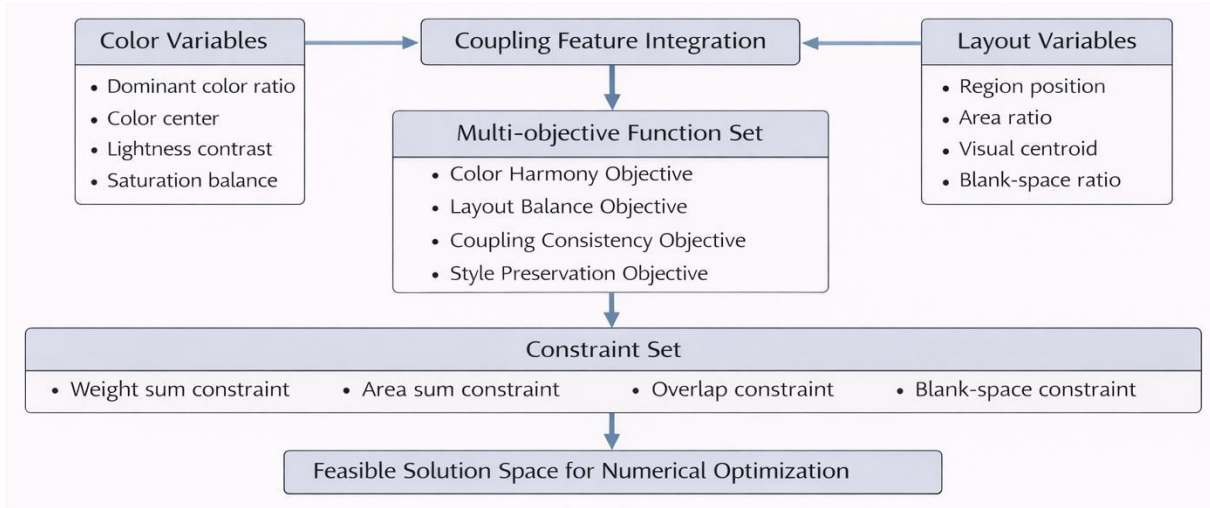 Color Variables
• Dominant color ratio
• Color center
• Lightness contrast
• Saturation balance
Coupling Feature Integration
Layout Variables
• Region position
• Area ratio
• Visual centroid
• Blank-space ratio
Multi-objective Function Set
• Color Harmony Objective
• Layout Balance Objective
• Coupling Consistency Objective
• Style Preservation Objective
Constraint Set
• Weight sum constraint
• Area sum constraint
• Overlap constraint
• Blank-space constraint
Feasible Solution Space for Numerical Optimization